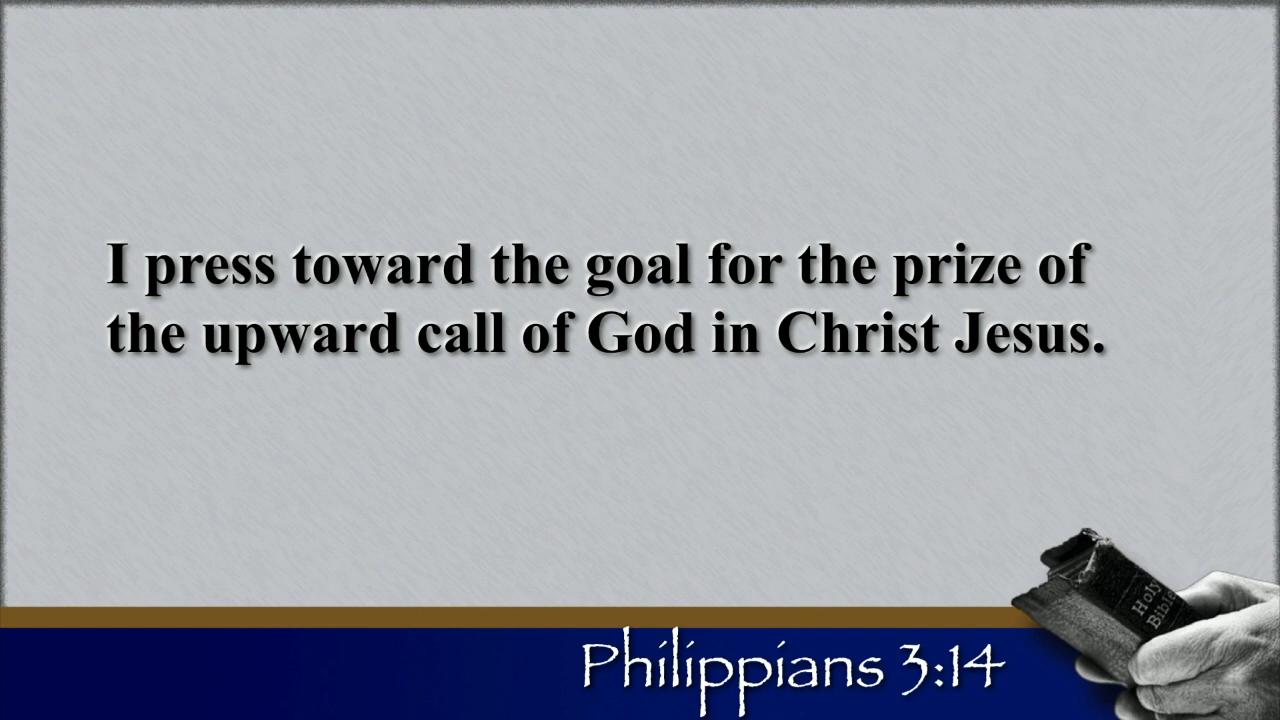 I press toward the goal for the prize of
the upward call of God in Christ Jesus.
Holy
Bible
Philippians 3:14